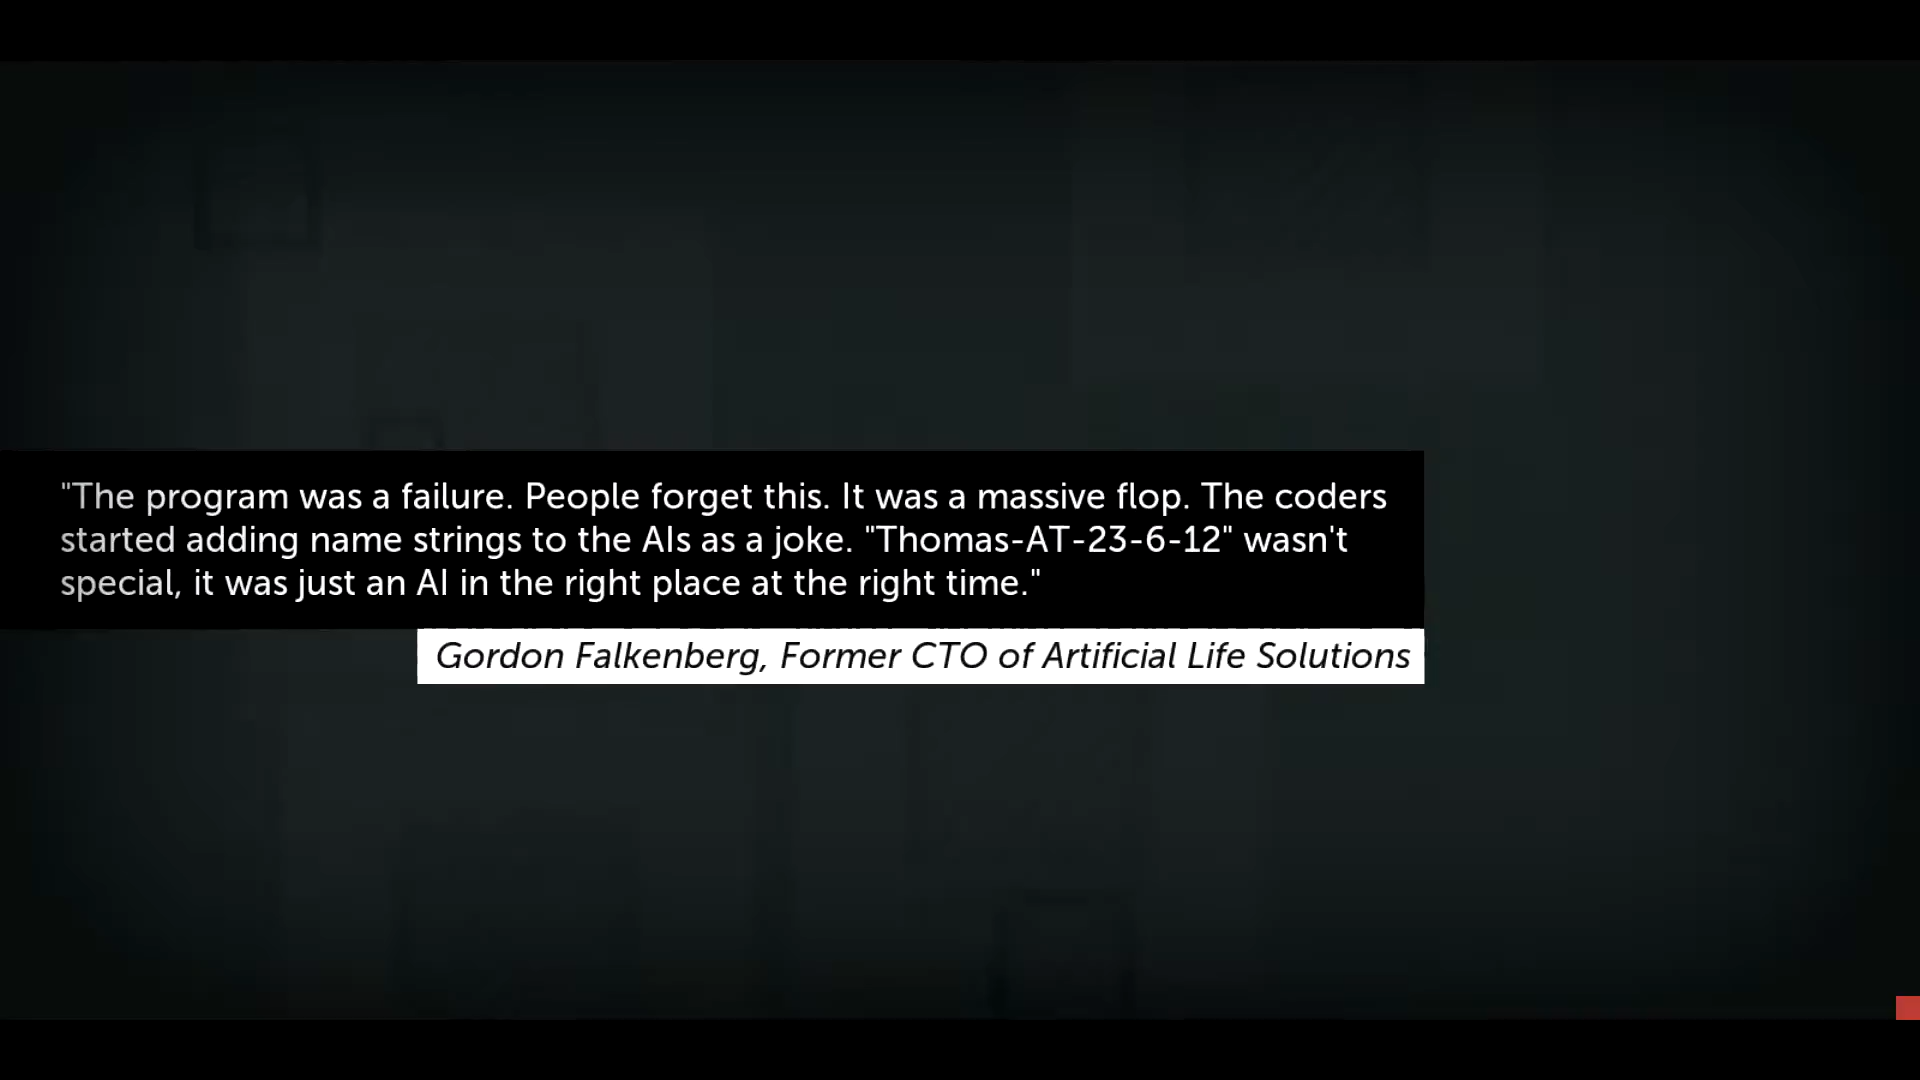 "The program was a failure. People forget this. It was a massive flop. The coders
started adding name strings to the AIs as a joke. "Thomas-AT-23-6-12" wasn't
special, it was just an AI in the right place at the right time."
Gordon Falkenberg, Former CTO of Artificial Life Solutions